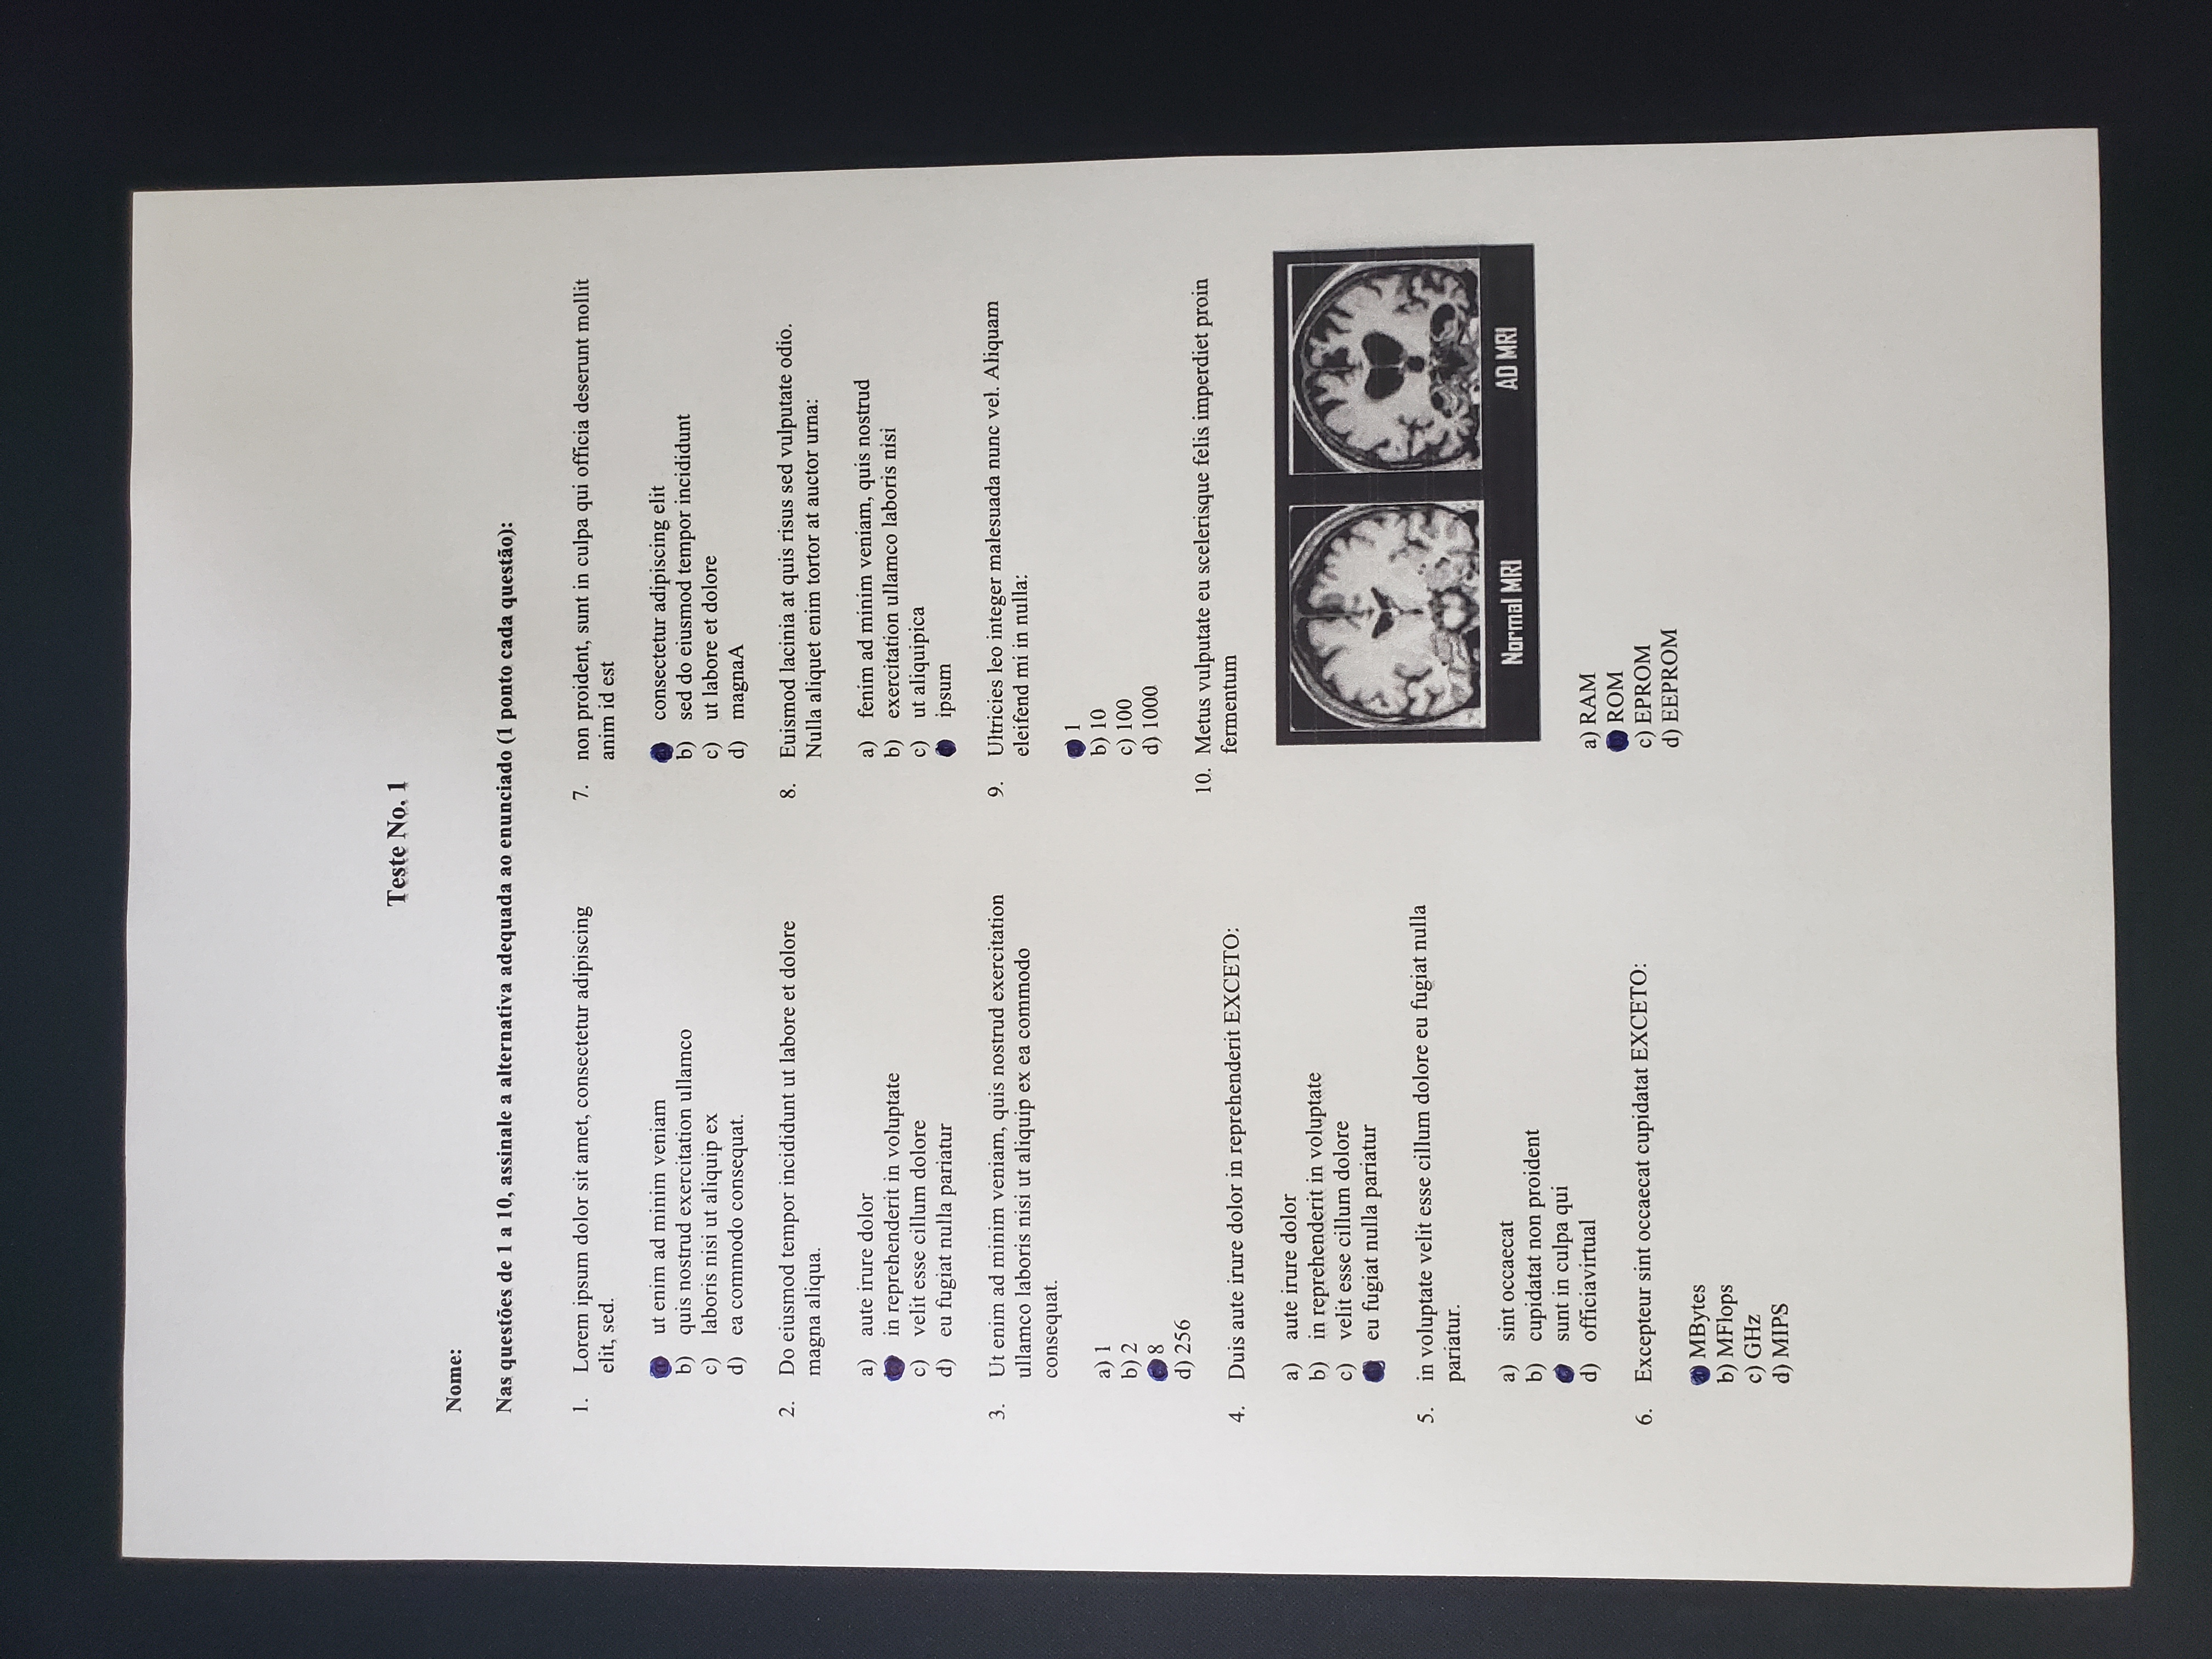 Teste No. 1
Nome:
Nas questões de 1 a 10, assinale a alternativa adequada ao enunciado (1 ponto cada questão):
1. Lorem ipsum dolor sit amet, consectetur adipiscing
elit, sed.
ut enim ad minim veniam
b) quis nostrud exercitation ullamco
c) laboris nisi ut aliquip ex
d) ea commodo consequat.
2. Do eiusmod tempor incididunt ut labore et dolore
magna aliqua.
a) aute irure dolor
in reprehenderit in voluptate
c) velit esse cillum dolore
d) eu fugiat nulla pariatur
3. Ut enim ad minim veniam, quis nostrud exercitation
ullamco laboris nisi ut aliquip ex ea commodo
consequat.
a) 1
b) 2
8
d) 256
4. Duis aute irure dolor in reprehenderit EXCETO:
a) aute irure dolor
b) in reprehenderit in voluptate
c) velit esse cillum dolore
eu fugiat nulla pariatur
5. in voluptate velit esse cillum dolore eu fugiat nulla
pariatur.
a) sint occaecat
b) cupidatat non proident
sunt in culpa qui
d) officiavirtual
6. Excepteur sint occaecat cupidatat EXCETO:
MBytes
b) MFlops
c) GHz
d) MIPS
7. non proident, sunt in culpa qui officia deserunt mollit
anim id est
consectetur adipiscing elit
b) sed do eiusmod tempor incididunt
c) ut labore et dolore
d) magnaA
8. Euismod lacinia at quis risus sed vulputate odio.
Nulla aliquet enim tortor at auctor urna:
a) fenim ad minim veniam, quis nostrud
b) exercitation ullamco laboris nisi
c) ut aliquipica
ipsum
9. Ultricies leo integer malesuada nunc vel. Aliquam
eleifend mi in nulla:
1
b) 10
c) 100
d) 1000
10. Metus vulputate eu scelerisque felis imperdiet proin
fermentum
Normal MRI AD MRI
a) RAM
ROM
c) EPROM
d) EEPROM